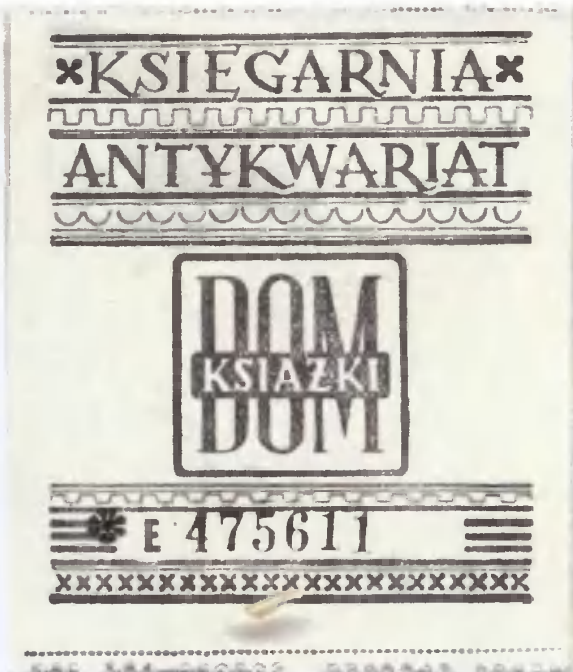 KSIĘGARNIA
ANTYKWARIAT
DOM
KSIĄŻKI
DOM
E 475611